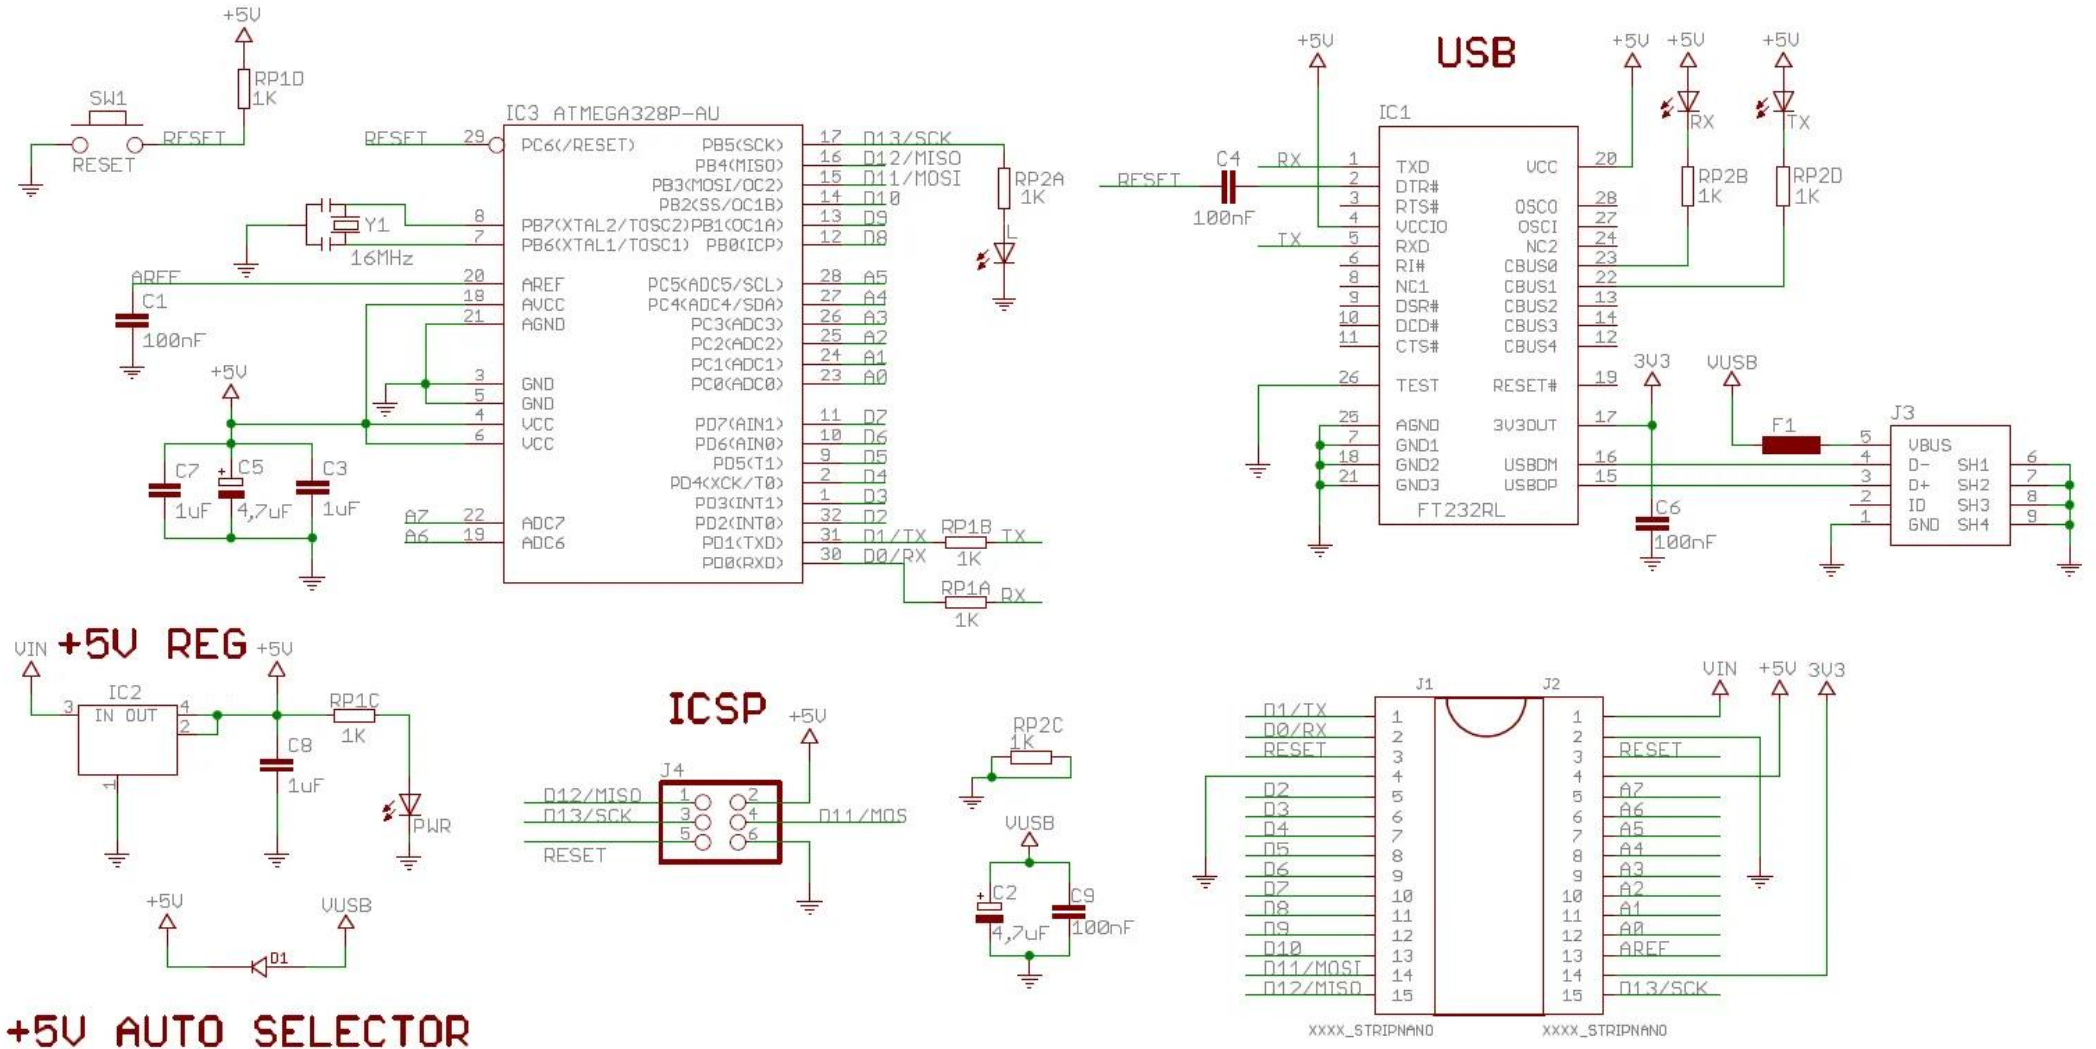 +5V
RP1D
1K
SW1
RESET
RESET
IC3 ATMEGA328P-AU
RESET 29 PC6(/RESET)
8 PB7(XTAL2/TOSC2)
7 PB6(XTAL1/TOSC1)
Y1
16MHz
AREF 20 AREF
18 AVCC
21 AGND
C1
100nF
+5V
3 GND
5 GND
4 VCC
6 VCC
C7
1uF
+ C5
4,7uF
C3
1uF
A7 22 ADC7
A6 19 ADC6
PB5(SCK) 17 D13/SCK
PB4(MISO) 16 D12/MISO
PB3(MOSI/OC2) 15 D11/MOSI
PB2(SS/OC1B) 14 D10
PB1(OC1A) 13 D9
PB0(ICP) 12 D8
PC5(ADC5/SCL) 28 A5
PC4(ADC4/SDA) 27 A4
PC3(ADC3) 26 A3
PC2(ADC2) 25 A2
PC1(ADC1) 24 A1
PC0(ADC0) 23 A0
PD7(AIN1) 11 D7
PD6(AIN0) 10 D6
PD5(T1) 9 D5
PD4(XCK/T0) 2 D4
PD3(INT1) 1 D3
PD2(INT0) 32 D2
PD1(TXD) 31 D1/TX
PD0(RXD) 30 D0/RX
RP1B
1K
TX
RP1A
1K
RX
RP2A
1K
L
USB
+5V
+5V
+5V
+5V
IC1
RX
TX
RP2B
1K
RP2D
1K
RESET
C4
100nF
RX 1 TXD
2 DTR#
3 RTS#
4 VCCIO
TX 5 RXD
6 RI#
8 NC1
9 DSR#
10 DCD#
11 CTS#
26 TEST
25 AGND
7 GND1
18 GND2
21 GND3
VCC 20
OSCO 28
OSCI 27
NC2 24
CBUS0 23
CBUS1 22
CBUS2 13
CBUS3 14
CBUS4 12
RESET# 19
3V3OUT 17
USBDM 16
USBDP 15
FT232RL
3V3
C6
100nF
VUSB
F1
J3
5 VBUS
4 D-
3 D+
2 ID
1 GND
SH1 6
SH2 7
SH3 8
SH4 9
+5V REG
VIN
+5V
IC2
3 IN OUT 4
2
1
RP1C
1K
C8
1uF
PWR
+5V
VUSB
D1
+5V AUTO SELECTOR
ICSP
+5V
J4
D12/MISO 1 2
D13/SCK 3 4 D11/MOS
RESET 5 6
RP2C
1K
VUSB
+ C2
4,7uF
C9
100nF
J1
J2
VIN
+5V
3V3
D1/TX 1 1
D0/RX 2 2
RESET 3 3 RESET
4 4
D2 5 5 A7
D3 6 6 A6
D4 7 7 A5
D5 8 8 A4
D6 9 9 A3
D7 10 10 A2
D8 11 11 A1
D9 12 12 A0
D10 13 13 AREF
D11/MOSI 14 14
D12/MISO 15 15 D13/SCK
XXXX_STRIPNANO
XXXX_STRIPNANO